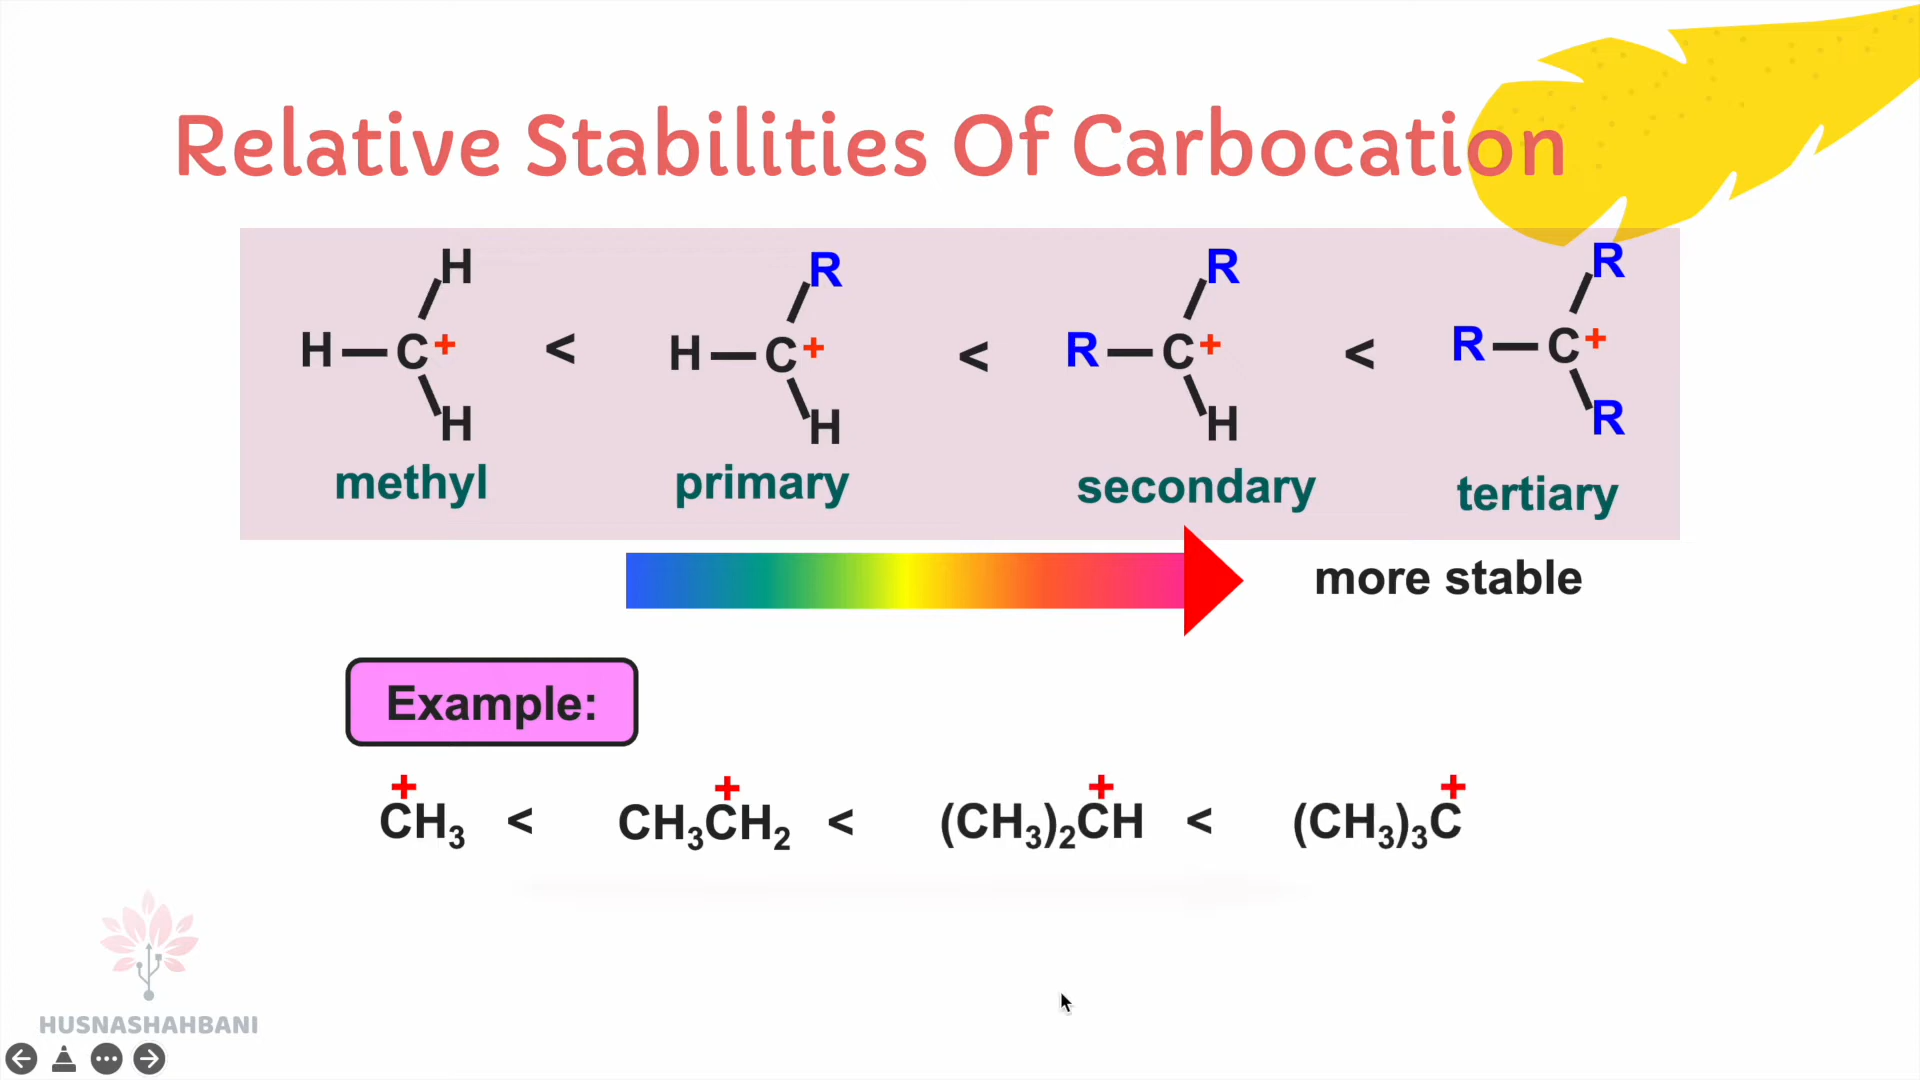 Relative Stabilities Of Carbocation
H R R R
H—C+ < H—C+ < R—C+ < R—C+
H H H R
methyl primary secondary tertiary
more stable
Example:
+ + + +
CH₃ < CH₃CH₂ < (CH₃)₂CH < (CH₃)₃C
HUSNASHAHBANI